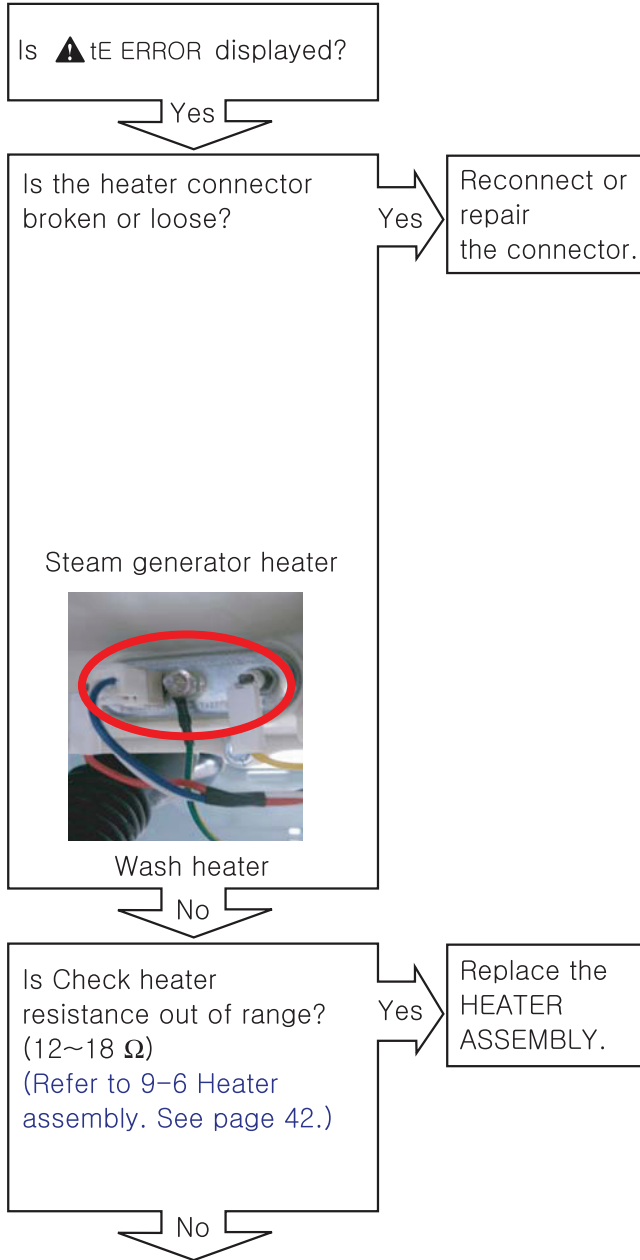 Is ⚠ tE ERROR displayed?
Yes
Is the heater connector
broken or loose?
Yes
Reconnect or
repair
the connector.
Steam generator heater
Wash heater
No
Is Check heater
resistance out of range?
(12~18 Ω)
(Refer to 9-6 Heater
assembly. See page 42.)
Yes
Replace the
HEATER
ASSEMBLY.
No